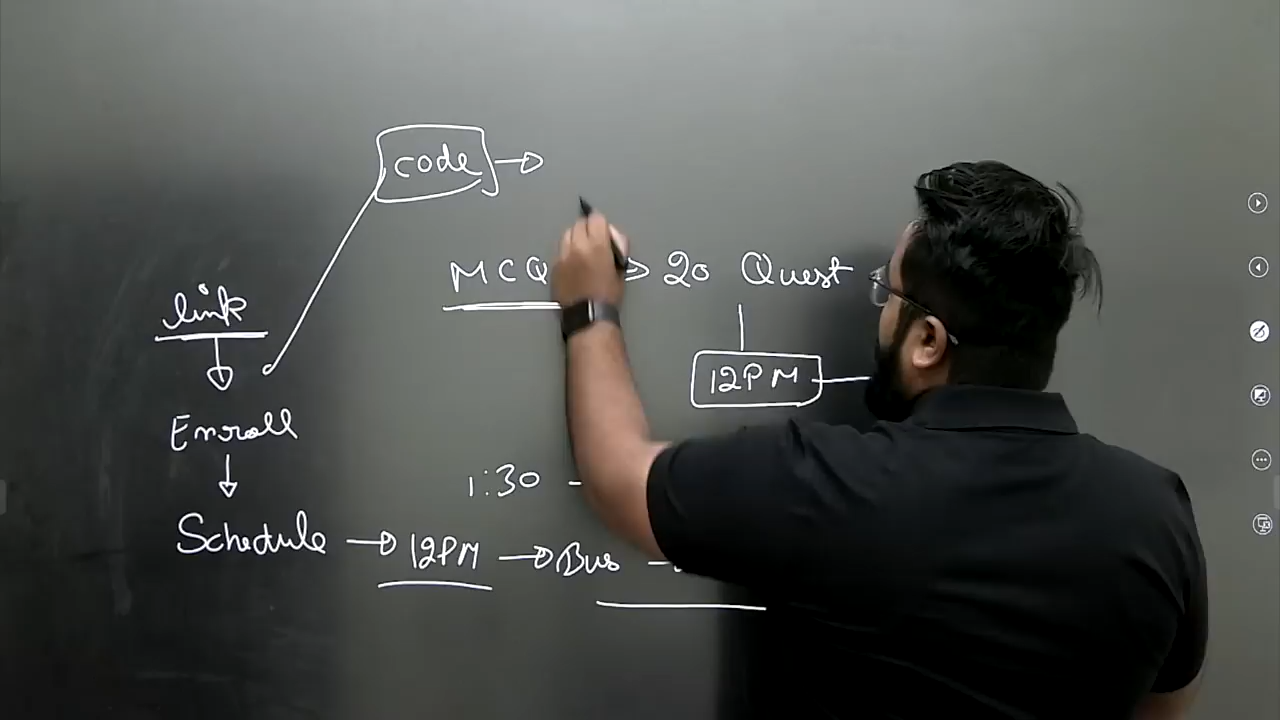 code
MCQ 20 Quest
link
12PM
Enroll
1:30
Schedule 12PM Bus